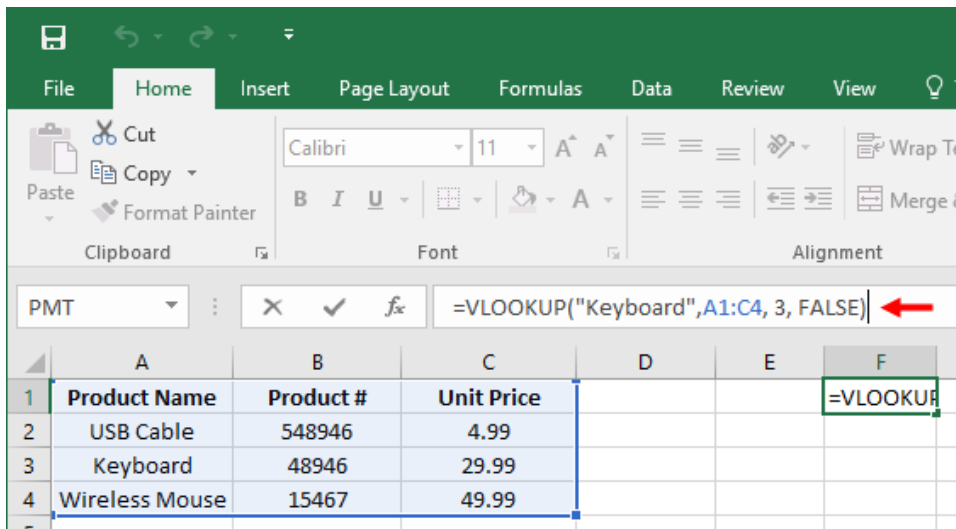 File Home Insert Page Layout Formulas Data Review View
Cut
Calibri 11 A A
Wrap
Copy
Paste
Format Painter
B I U A
Merge &
Clipboard Font Alignment
PMT fx =VLOOKUP("Keyboard",A1:C4, 3, FALSE)
A B C D E F
1 Product Name Product # Unit Price =VLOOKUP
2 USB Cable 548946 4.99
3 Keyboard 48946 29.99
4 Wireless Mouse 15467 49.99